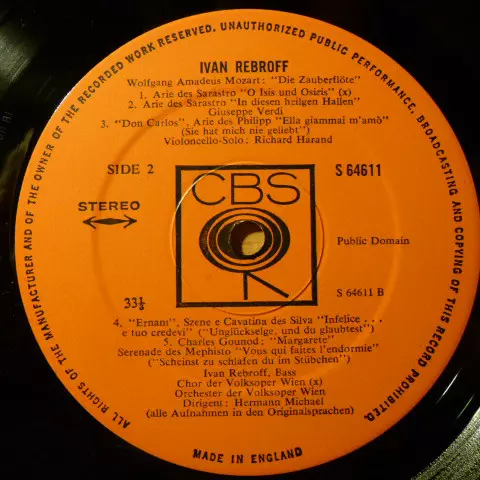 ALL RIGHTS OF THE MANUFACTURER AND OF THE OWNER OF THE RECORDED WORK RESERVED. UNAUTHORIZED PUBLIC PERFORMANCE, BROADCASTING AND COPYING OF THIS RECORD PROHIBITED.
IVAN REBROFF
Wolfgang Amadeus Mozart: "Die Zauberflöte"
1. Arie des Sarastro "O Isis und Osiris" (x)
2. Arie des Sarastro "In diesen heilgen Hallen"
Giuseppe Verdi
3. "Don Carlos", Arie des Philipp "Ella giammai m'amò"
(Sie hat mich nie geliebt")
Violoncello-Solo: Richard Harand
SIDE 2
S 64611
CBS
STEREO
Public Domain
33⅓
S 64611 B
4. "Ernani", Szene e Cavatina des Silva "Infelice . . .
e tuo credevi" ("Unglückselge, und du glaubtest")
5. Charles Gounod: "Margarete"
Serenade des Mephisto "Vous qui faites l'endormie"
("Scheinst zu schlafen du im Stübchen")
Ivan Rebroff, Bass
Chor der Volksoper Wien (x)
Orchester der Volksoper Wien
Dirigent: Hermann Michael
(alle Aufnahmen in den Originalsprachen)
MADE IN ENGLAND